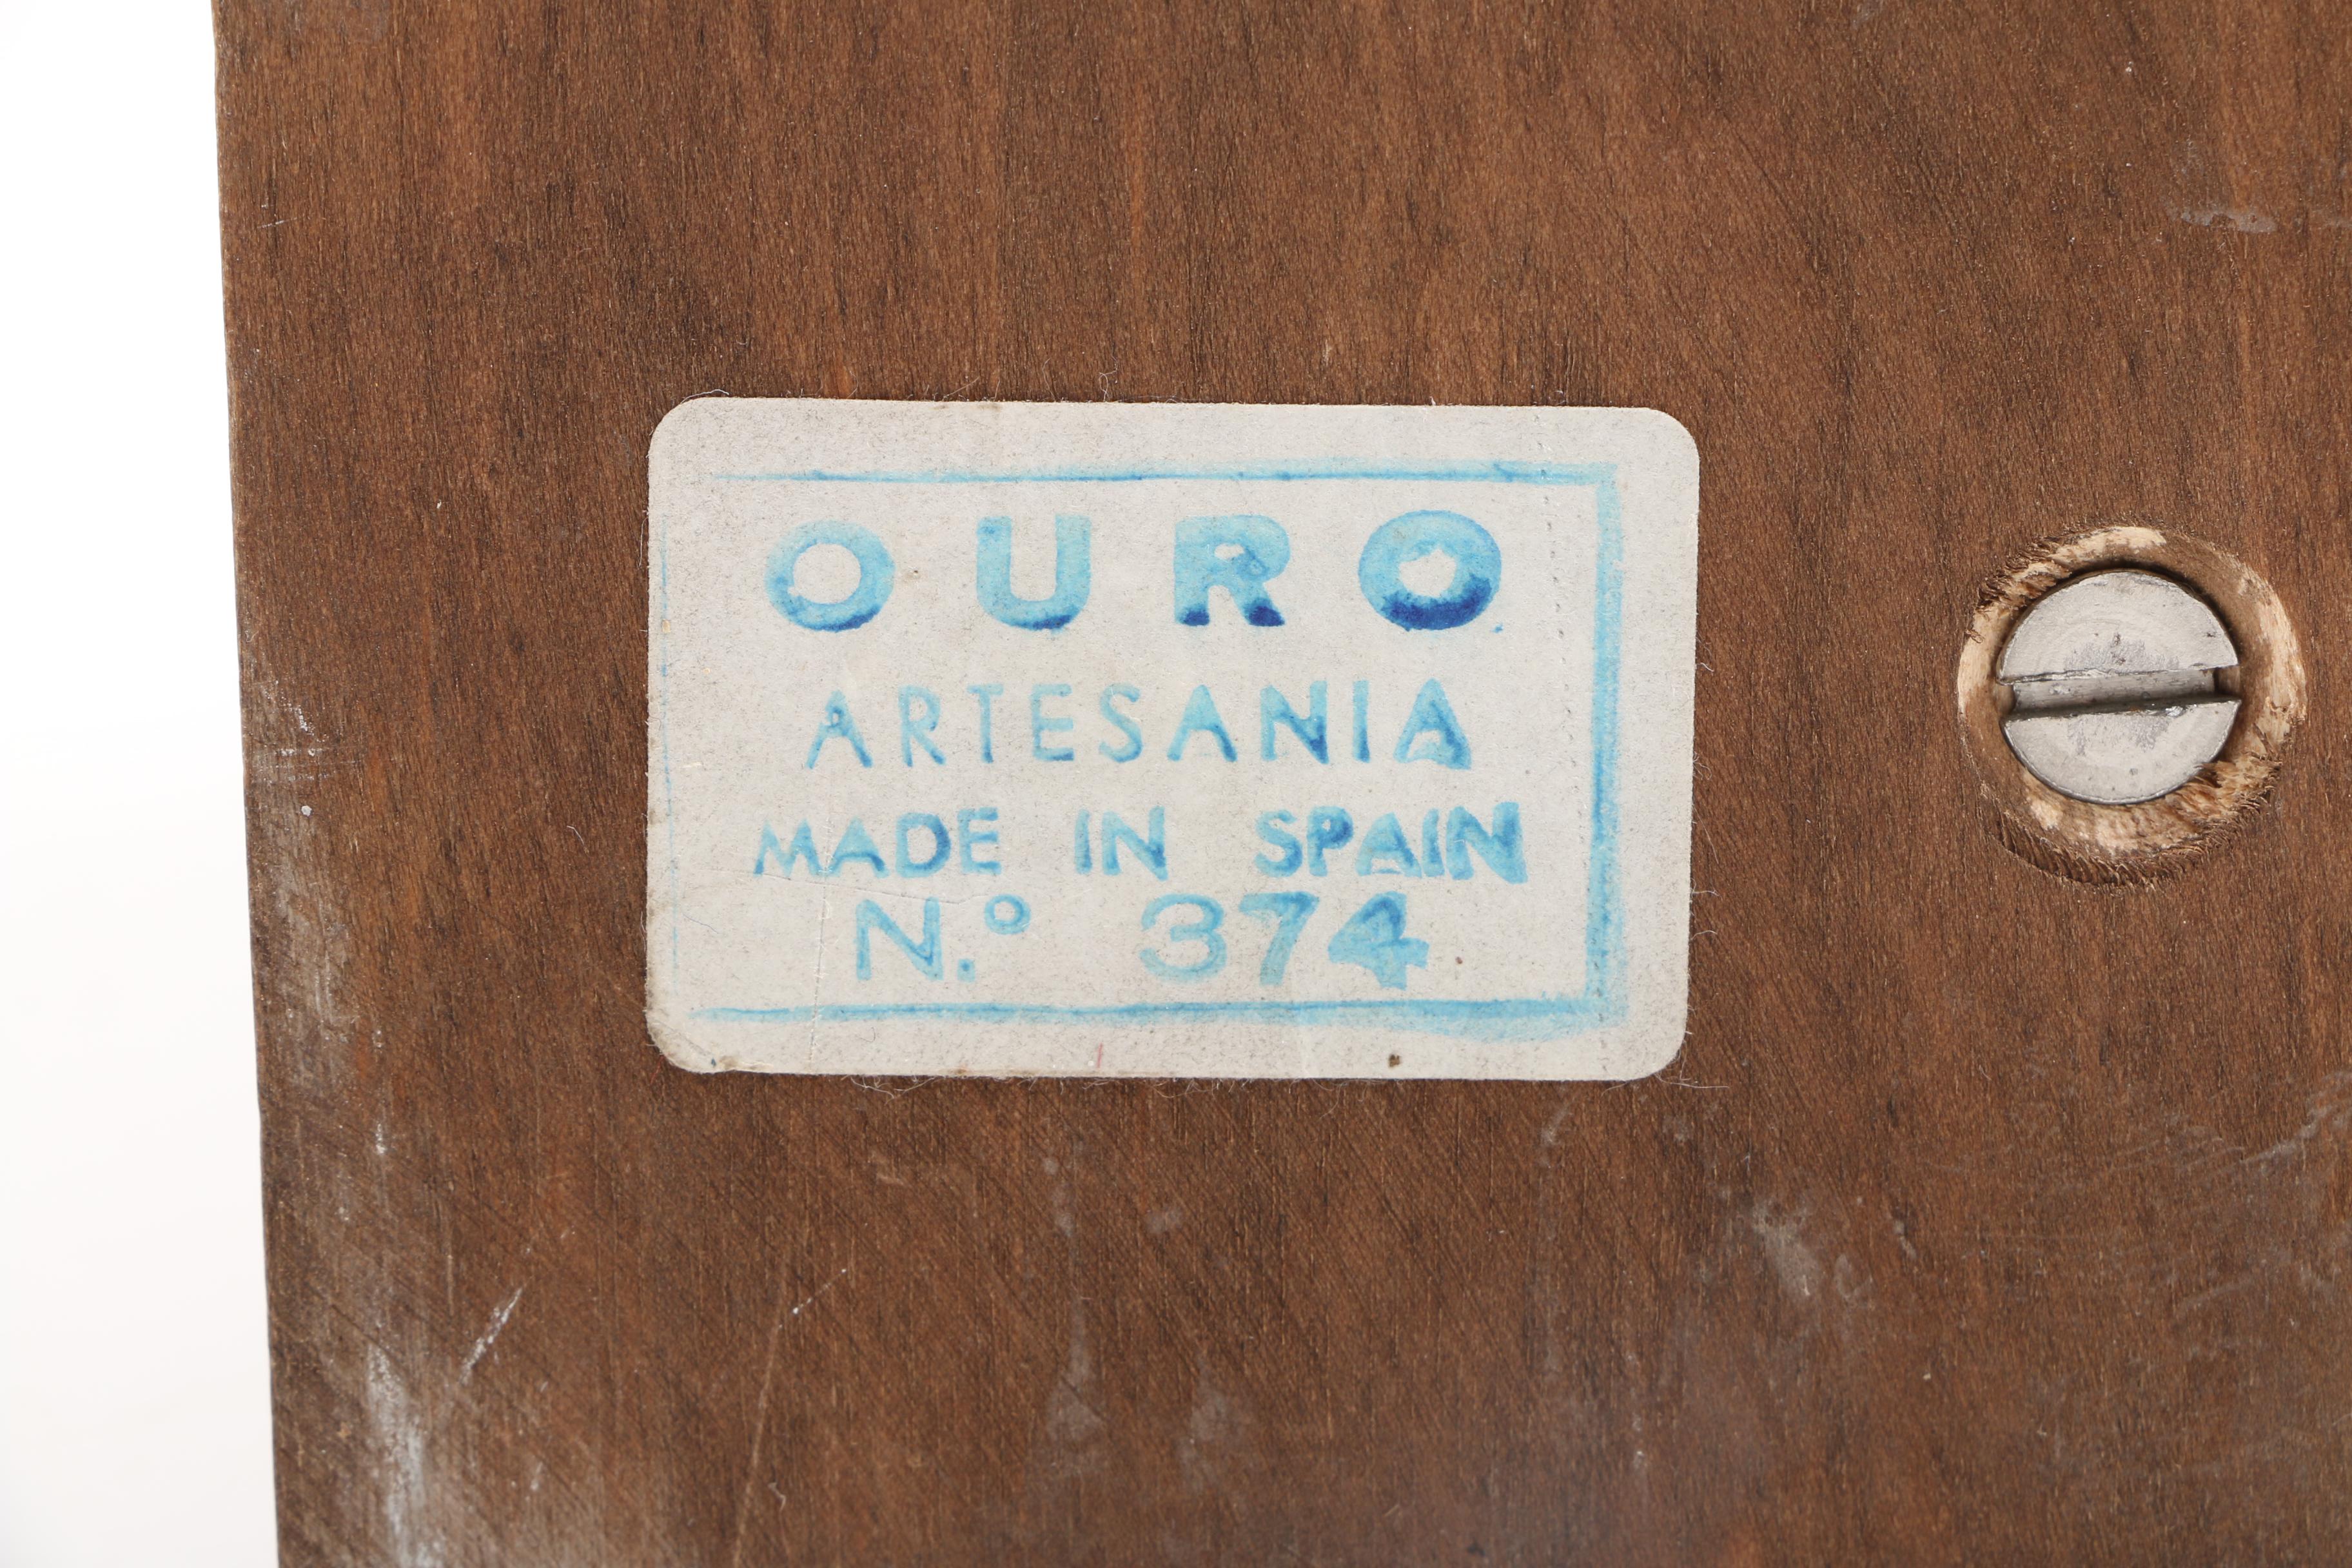 OURO
ARTESANIA
MADE IN SPAIN
N.º 374